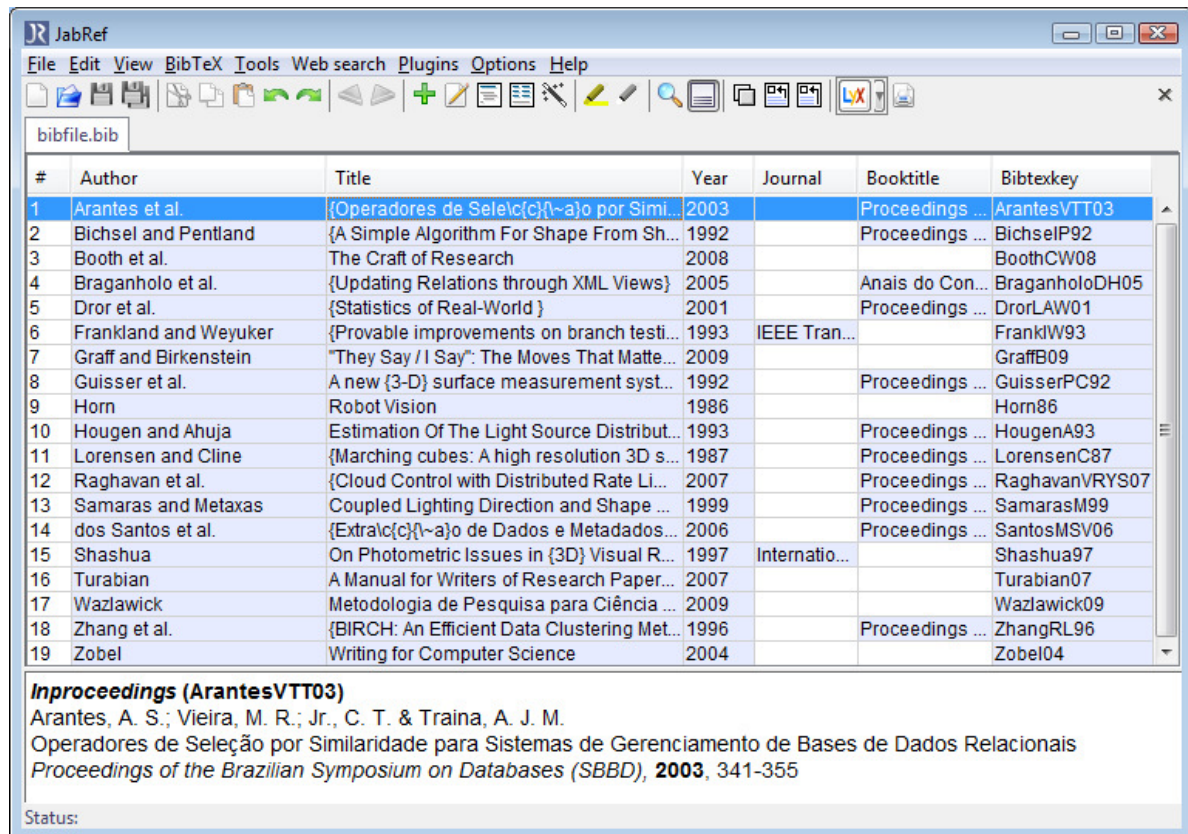 JabRef
File Edit View BibTeX Tools Web search Plugins Options Help
LyX
bibfile.bib
# Author Title Year Journal Booktitle Bibtexkey
1 Arantes et al. {Operadores de Sele\c{c}{\~a}o por Simi... 2003 Proceedings ... ArantesVTT03
2 Bichsel and Pentland {A Simple Algorithm For Shape From Sh... 1992 Proceedings ... BichselP92
3 Booth et al. The Craft of Research 2008 BoothCW08
4 Braganholo et al. {Updating Relations through XML Views} 2005 Anais do Con... BraganholoDH05
5 Dror et al. {Statistics of Real-World } 2001 Proceedings ... DrorLAW01
6 Frankland and Weyuker {Provable improvements on branch testi... 1993 IEEE Tran... FranklW93
7 Graff and Birkenstein "They Say / I Say": The Moves That Matte... 2009 GraffB09
8 Guisser et al. A new {3-D} surface measurement syst... 1992 Proceedings ... GuisserPC92
9 Horn Robot Vision 1986 Horn86
10 Hougen and Ahuja Estimation Of The Light Source Distribut... 1993 Proceedings ... HougenA93
11 Lorensen and Cline {Marching cubes: A high resolution 3D s... 1987 Proceedings ... LorensenC87
12 Raghavan et al. {Cloud Control with Distributed Rate Li... 2007 Proceedings ... RaghavanVRYS07
13 Samaras and Metaxas Coupled Lighting Direction and Shape ... 1999 Proceedings ... SamarasM99
14 dos Santos et al. {Extra\c{c}{\~a}o de Dados e Metadados... 2006 Proceedings ... SantosMSV06
15 Shashua On Photometric Issues in {3D} Visual R... 1997 Internatio... Shashua97
16 Turabian A Manual for Writers of Research Paper... 2007 Turabian07
17 Wazlawick Metodologia de Pesquisa para Ciência ... 2009 Wazlawick09
18 Zhang et al. {BIRCH: An Efficient Data Clustering Met... 1996 Proceedings ... ZhangRL96
19 Zobel Writing for Computer Science 2004 Zobel04
Inproceedings (ArantesVTT03)
Arantes, A. S.; Vieira, M. R.; Jr., C. T. & Traina, A. J. M.
Operadores de Seleção por Similaridade para Sistemas de Gerenciamento de Bases de Dados Relacionais
Proceedings of the Brazilian Symposium on Databases (SBBD), 2003, 341-355
Status: